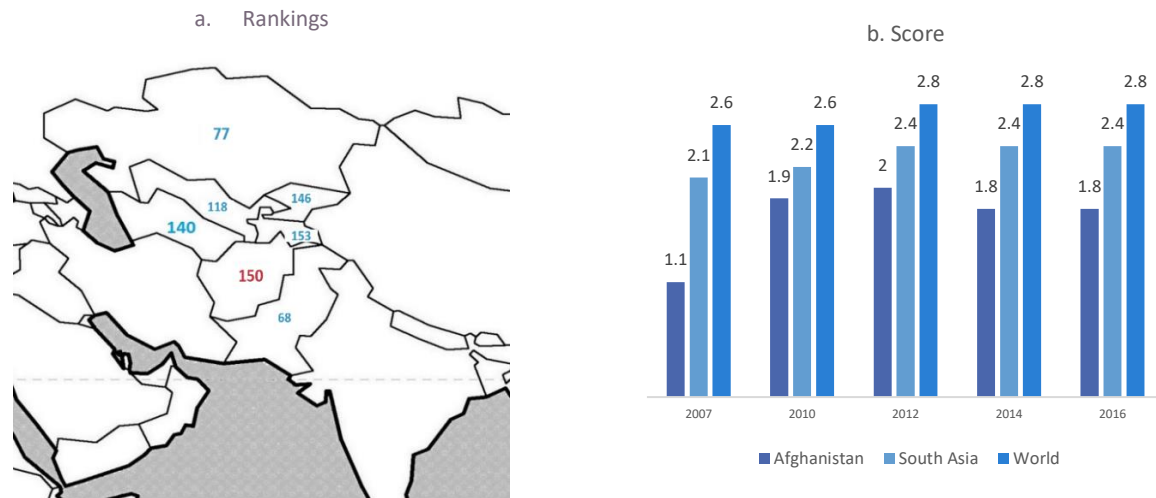 a. Rankings
77
146
118
140
153
150
68
b. Score
2.8 2.8 2.8
2.6 2.6
2.4 2.4 2.4
2.1 2.2
1.9 2 1.8 1.8
1.1
2007 2010 2012 2014 2016
Afghanistan South Asia World